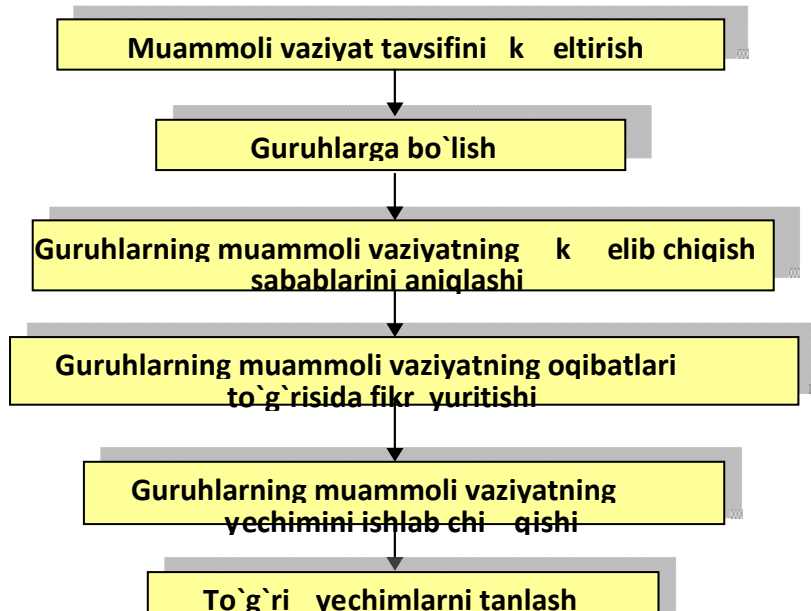 Muammoli vaziyat tavsifini k eltirish
Guruhlarga bo`lish
Guruhlarning muammoli vaziyatning k elib chiqish
sabablarini aniqlashi
Guruhlarning muammoli vaziyatning oqibatlari
to`g`risida fikr yuritishi
Guruhlarning muammoli vaziyatning
yechimini ishlab chi qishi
To`g`ri yechimlarni tanlash